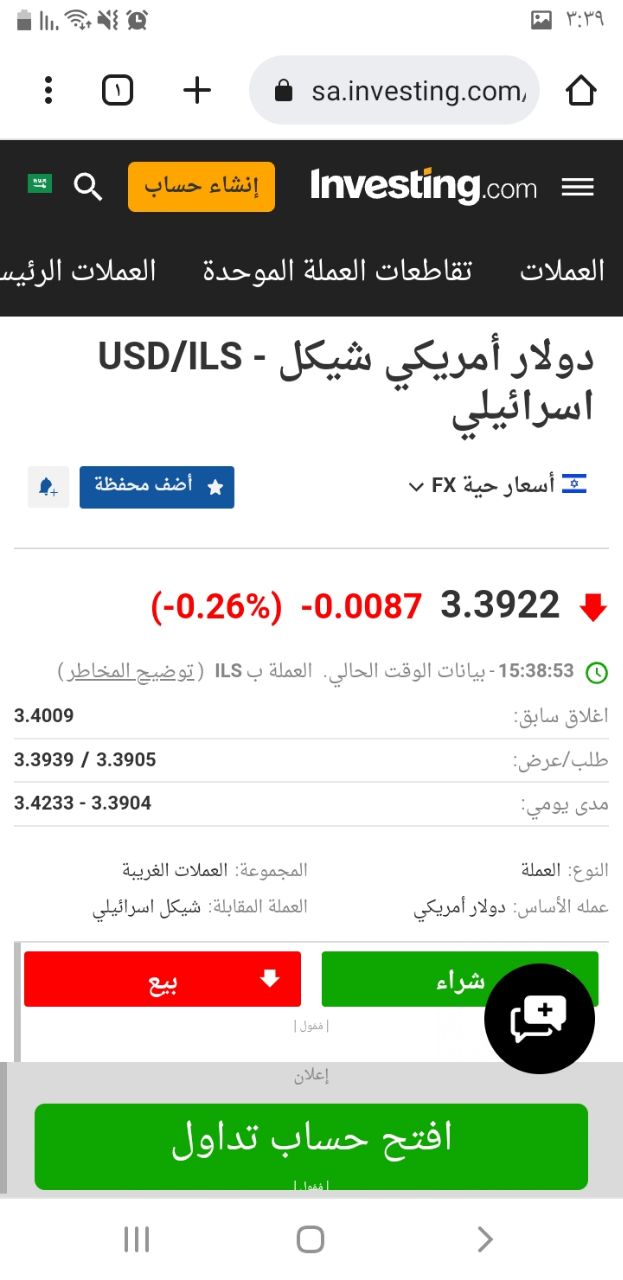 ٣:٣٩
sa.investing.com/
١
Investing.com
إنشاء حساب
العملات
تقاطعات العملة الموحدة
العملات الرئيس
USD/ILS - دولار أمريكي شيكل
اسرائيلي
أسعار حية FX
أضف محفظة
3.3922 -0.0087 (-0.26%)
15:38:53 - بيانات الوقت الحالي. العملة ب ILS (توضيح المخاطر)
اغلاق سابق: 3.4009
طلب/عرض: 3.3939 / 3.3905
مدى يومي: 3.4233 - 3.3904
النوع: العملة
المجموعة: العملات الغريبة
عمله الأساس: دولار أمريكي
العملة المقابلة: شيكل اسرائيلي
شراء
بيع
| ممول |
إعلان
افتح حساب تداول
| ممول |